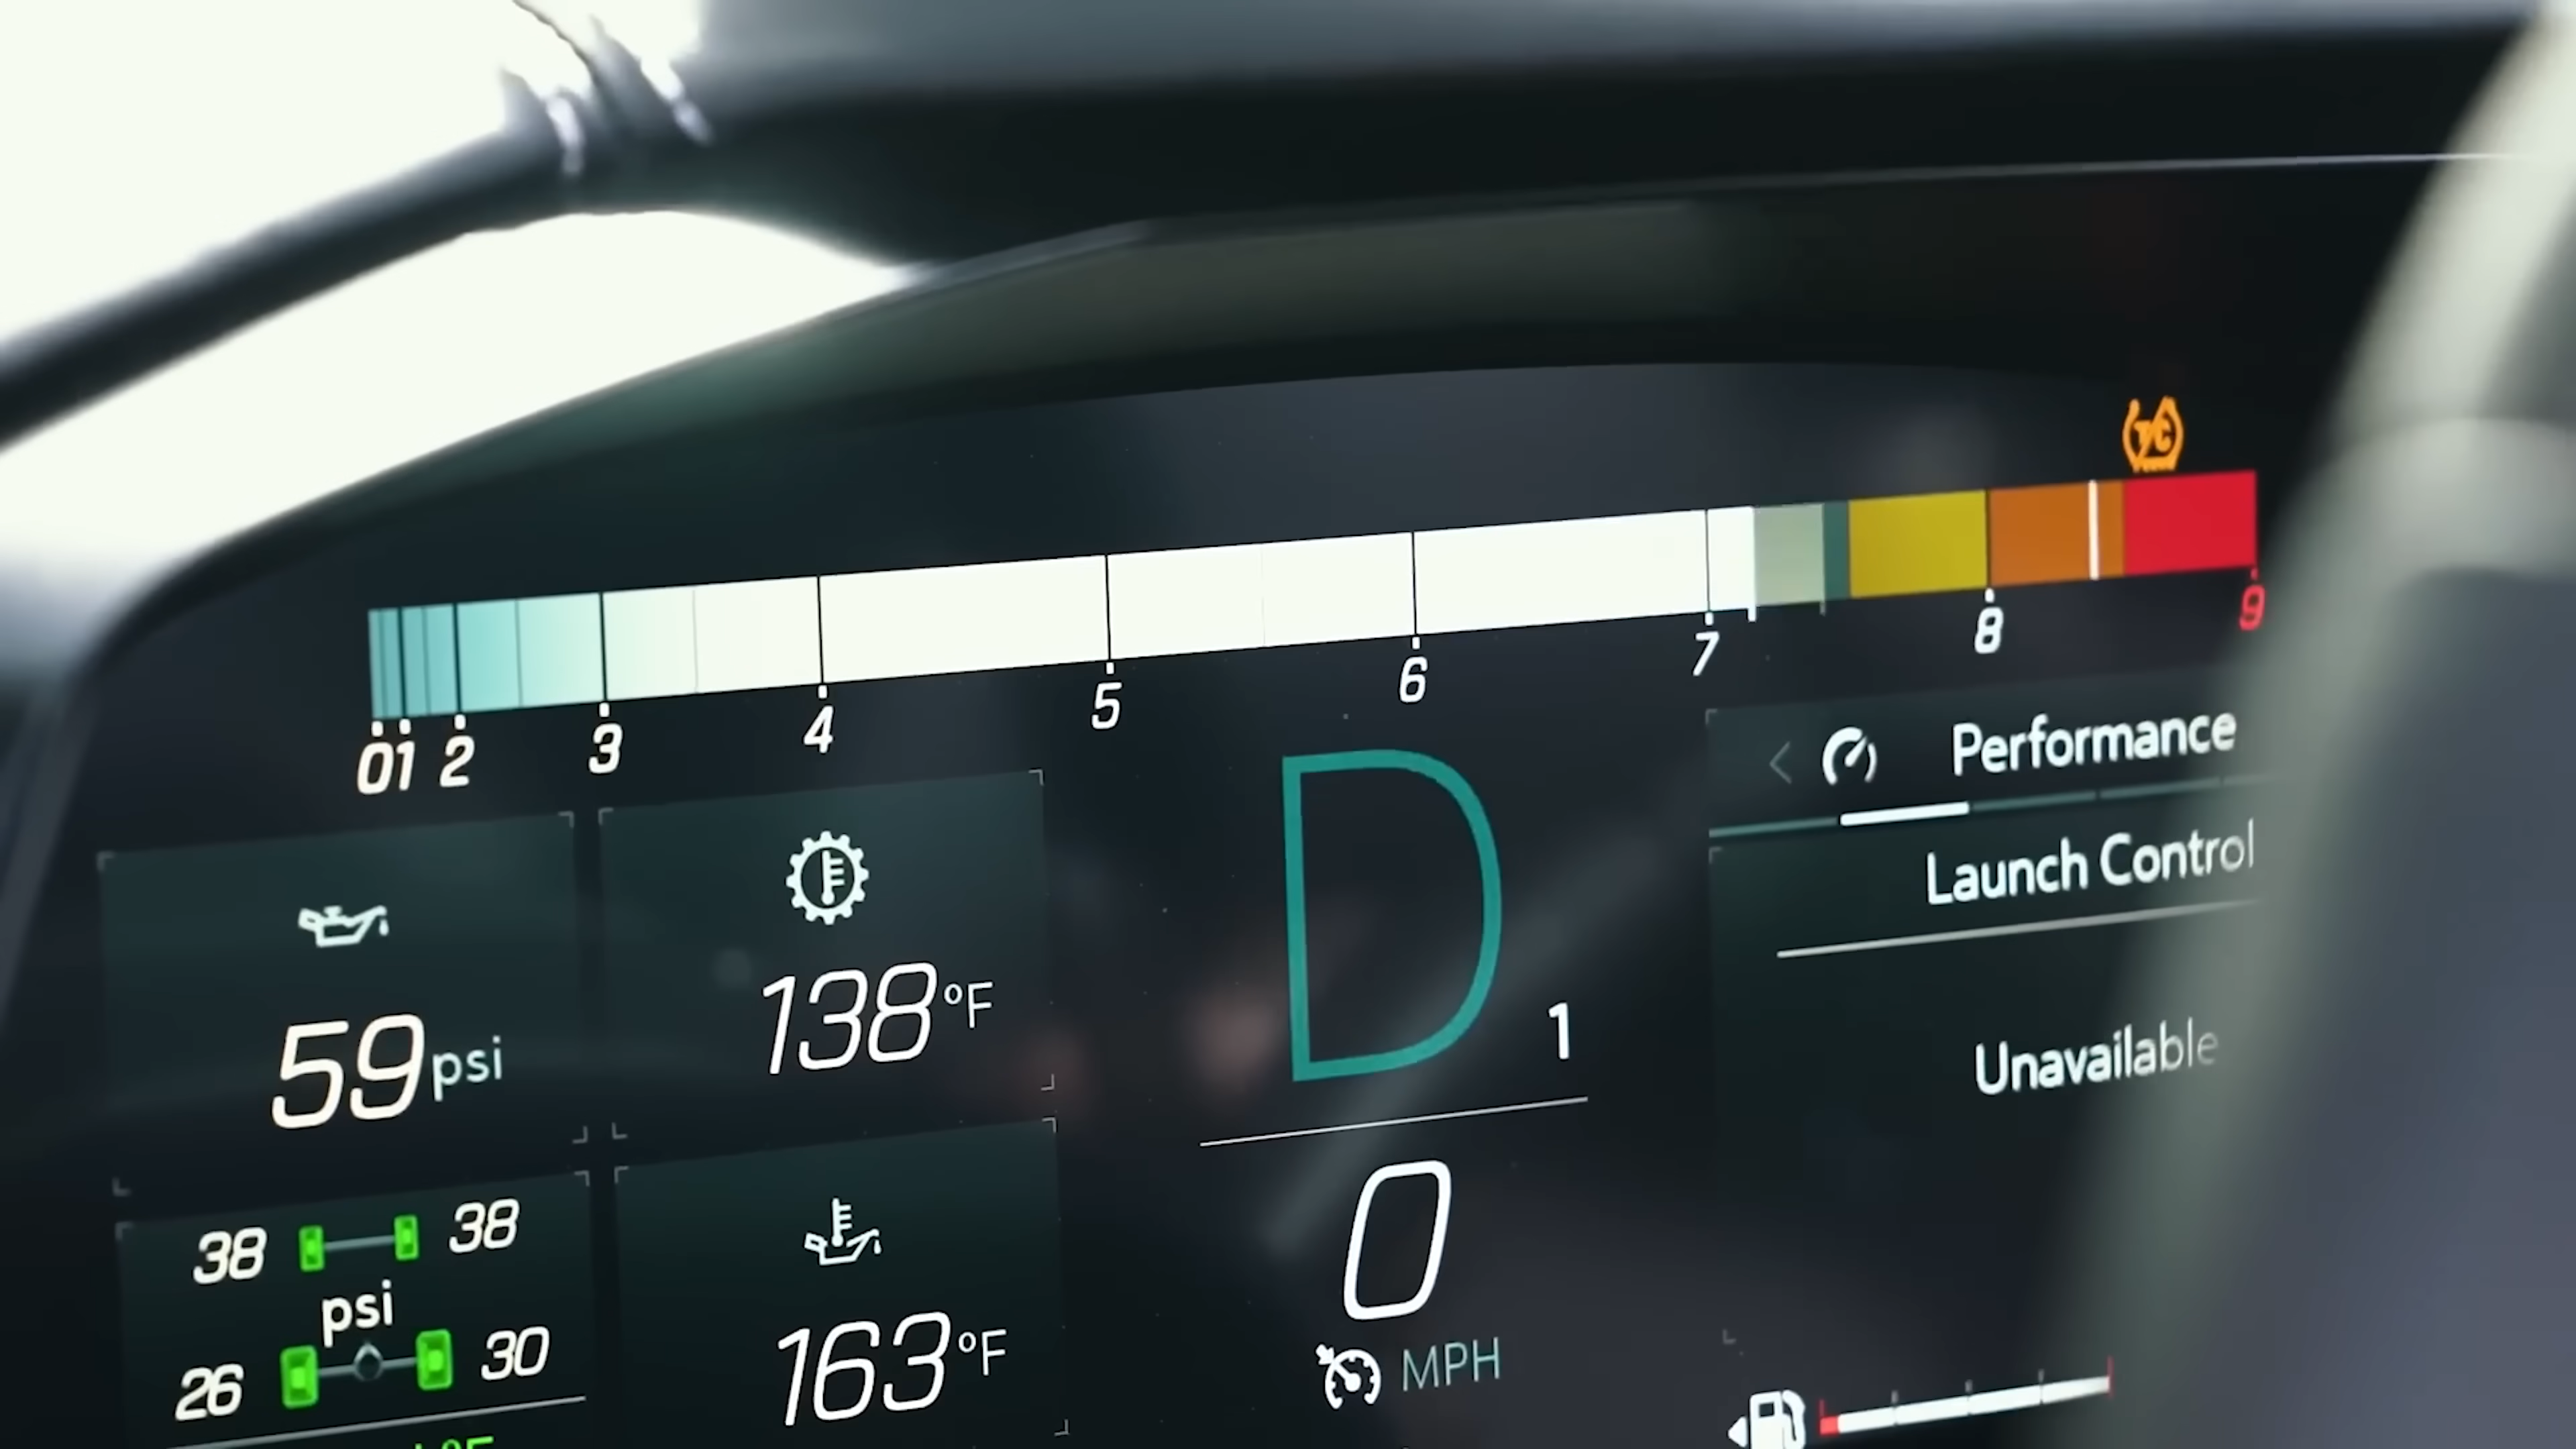 T/C
0 1 2 3 4 5 6 7 8 9
Performance
Launch Control
Unavailable
59 psi
138 °F
D 1
38 38
psi
26 30
163 °F
0
MPH